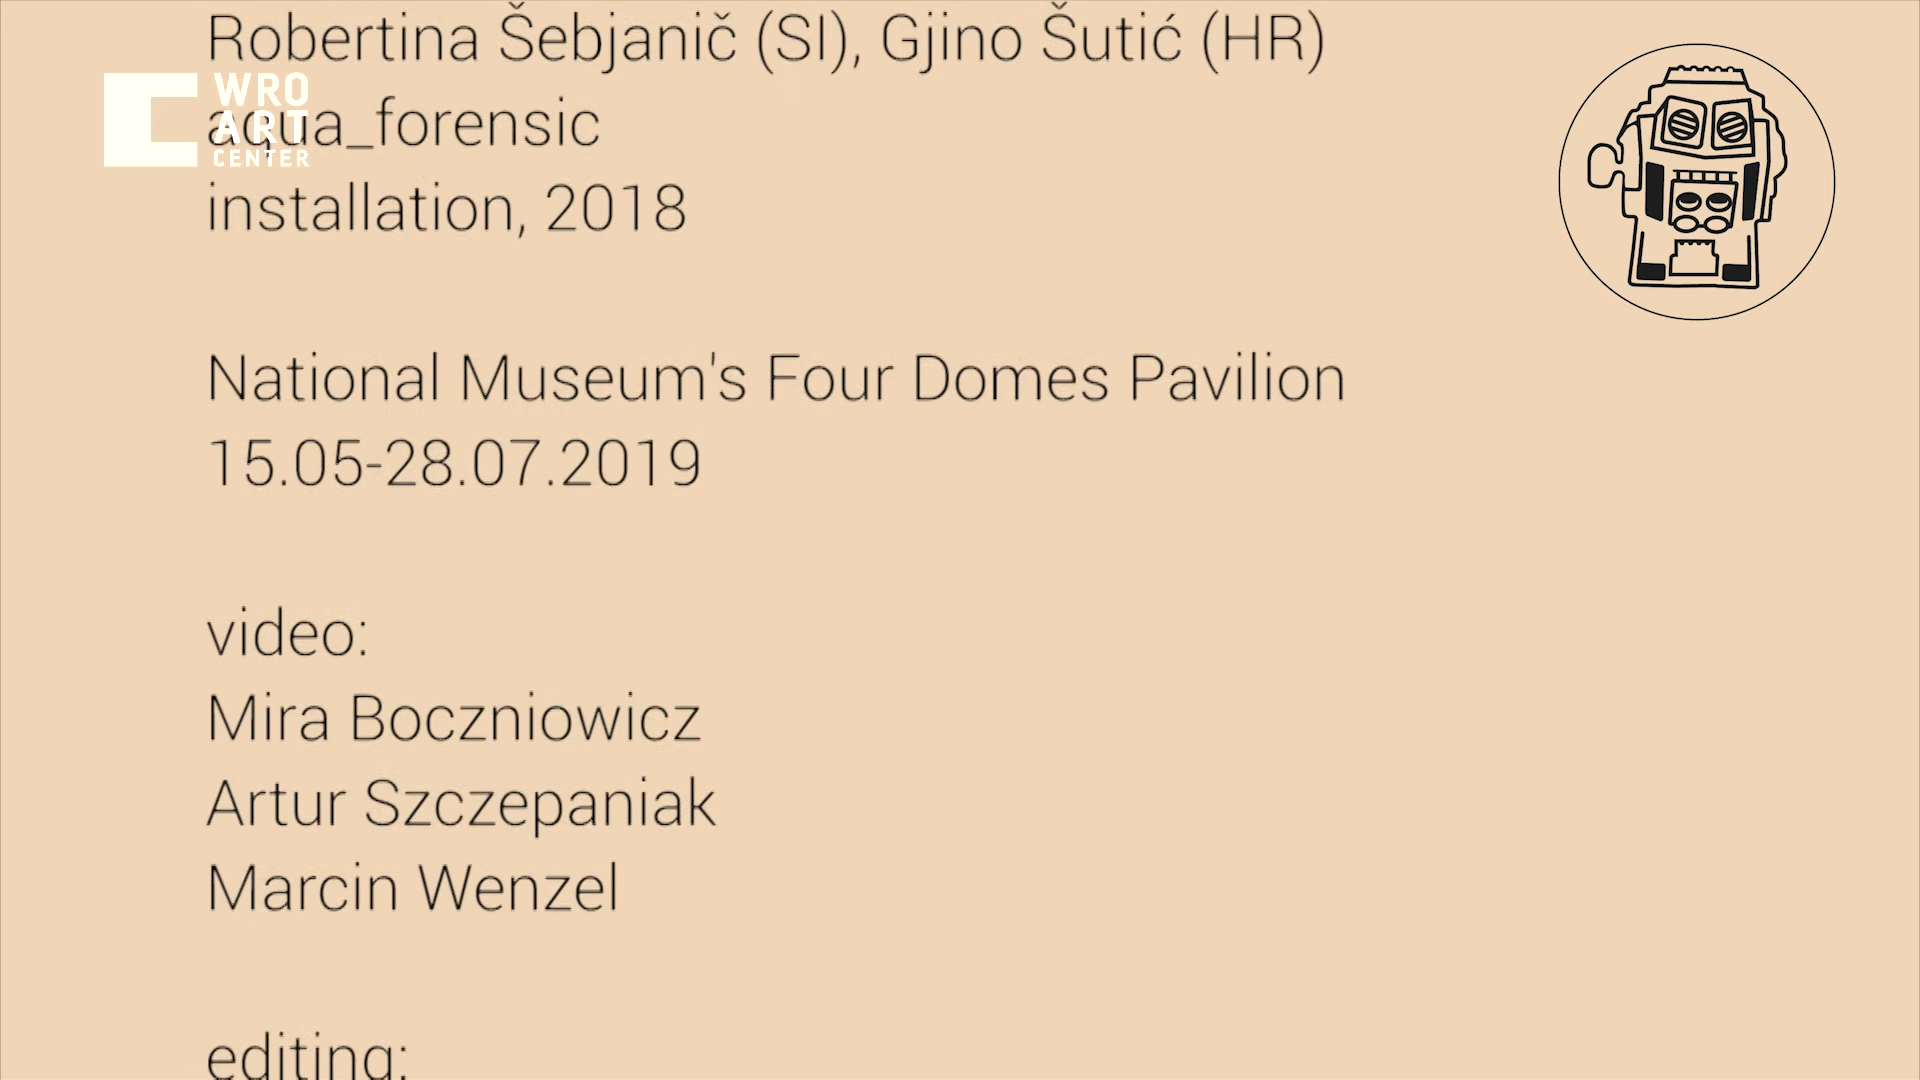 Robertina Šebjanič (SI), Gjino Šutić (HR)
WRO
ART
CENTER
aqua_forensic
installation, 2018
National Museum's Four Domes Pavilion
15.05-28.07.2019
video:
Mira Boczniowicz
Artur Szczepaniak
Marcin Wenzel
editing: